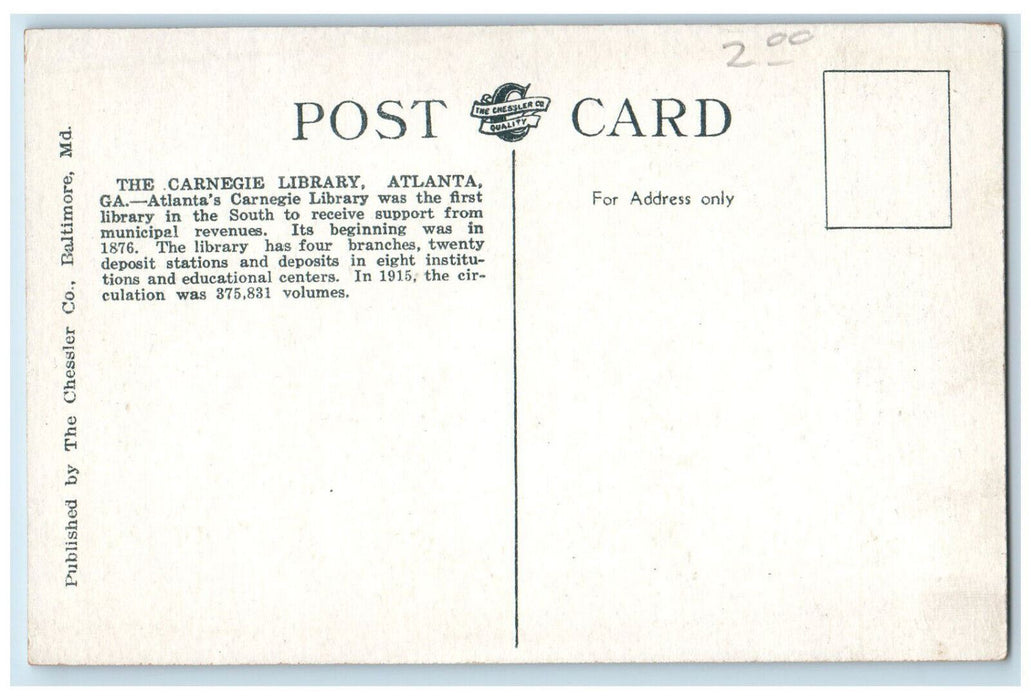 2 00
POST THE CHESSLER CO. QUALITY CARD
THE CARNEGIE LIBRARY, ATLANTA,
GA.—Atlanta's Carnegie Library was the first
library in the South to receive support from
municipal revenues. Its beginning was in
1876. The library has four branches, twenty
deposit stations and deposits in eight institu-
tions and educational centers. In 1915, the cir-
culation was 375,831 volumes.
For Address only
Published by The Chessler Co., Baltimore, Md.